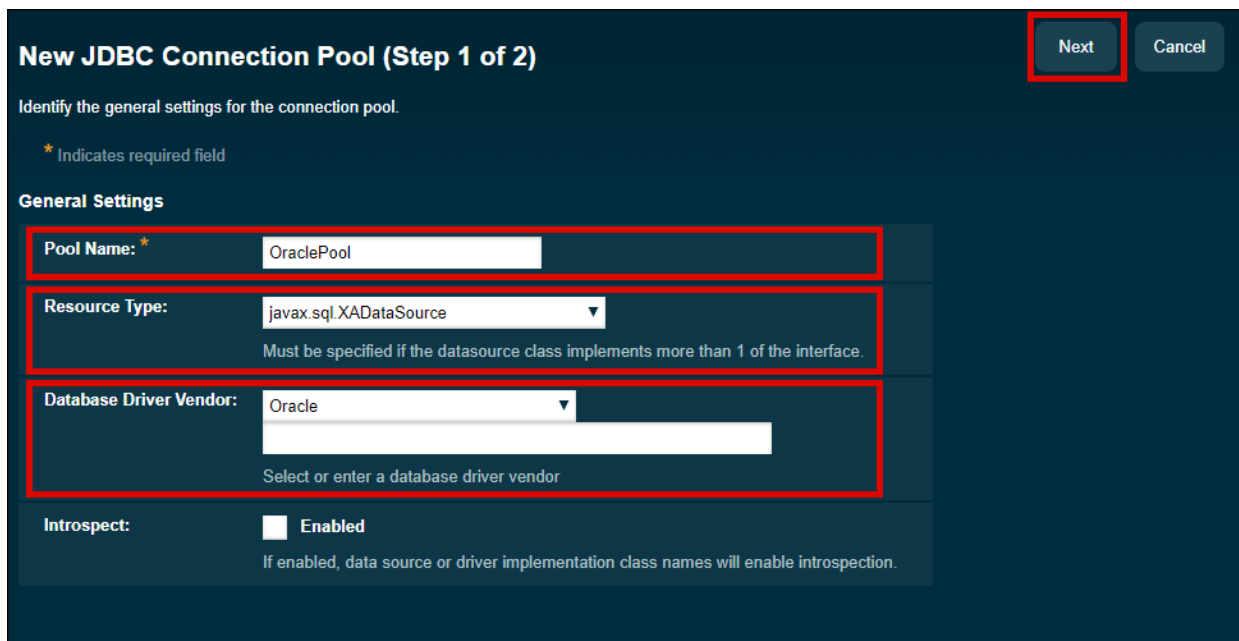 New JDBC Connection Pool (Step 1 of 2)
Next
Cancel
Identify the general settings for the connection pool.
* Indicates required field
General Settings
Pool Name: *
OraclePool
Resource Type:
javax.sql.XADataSource
Must be specified if the datasource class implements more than 1 of the interface.
Database Driver Vendor:
Oracle
Select or enter a database driver vendor
Introspect:
Enabled
If enabled, data source or driver implementation class names will enable introspection.